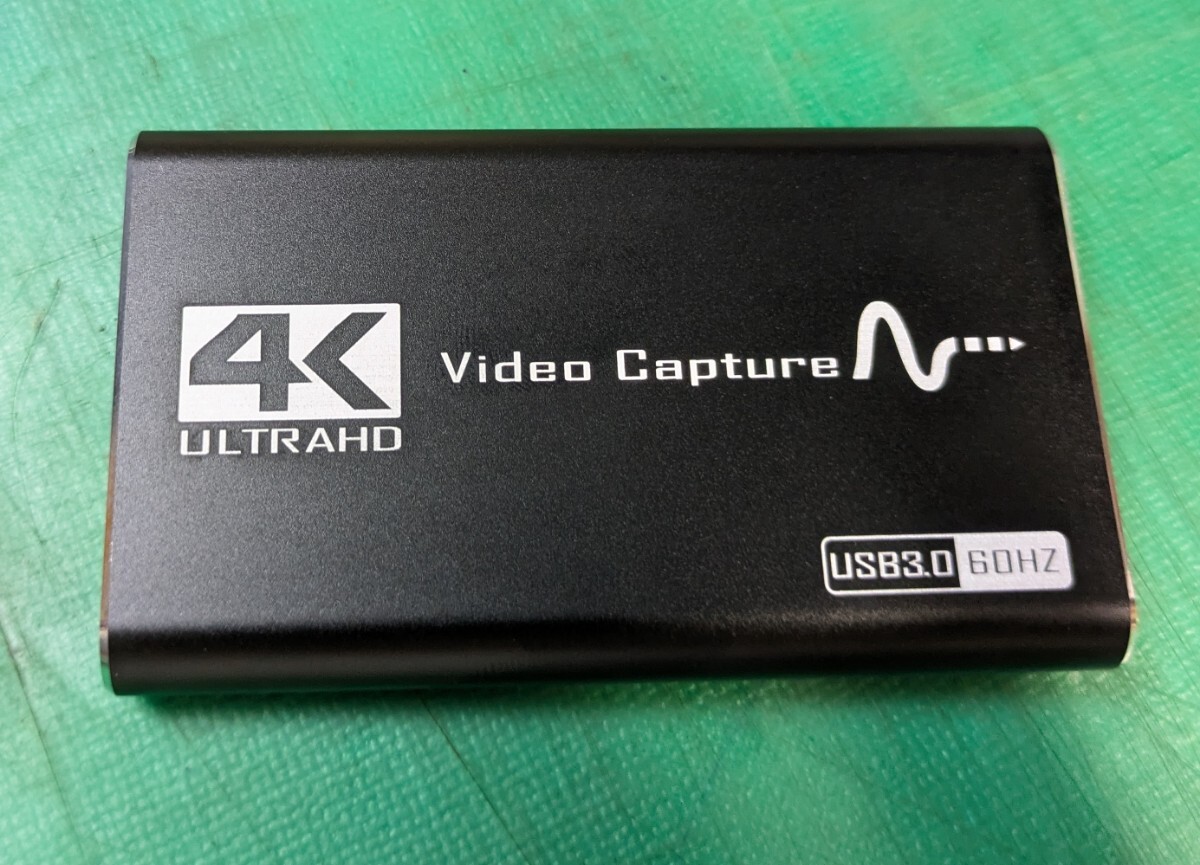 4K
ULTRAHD
Video Capture
USB3.0 60HZ